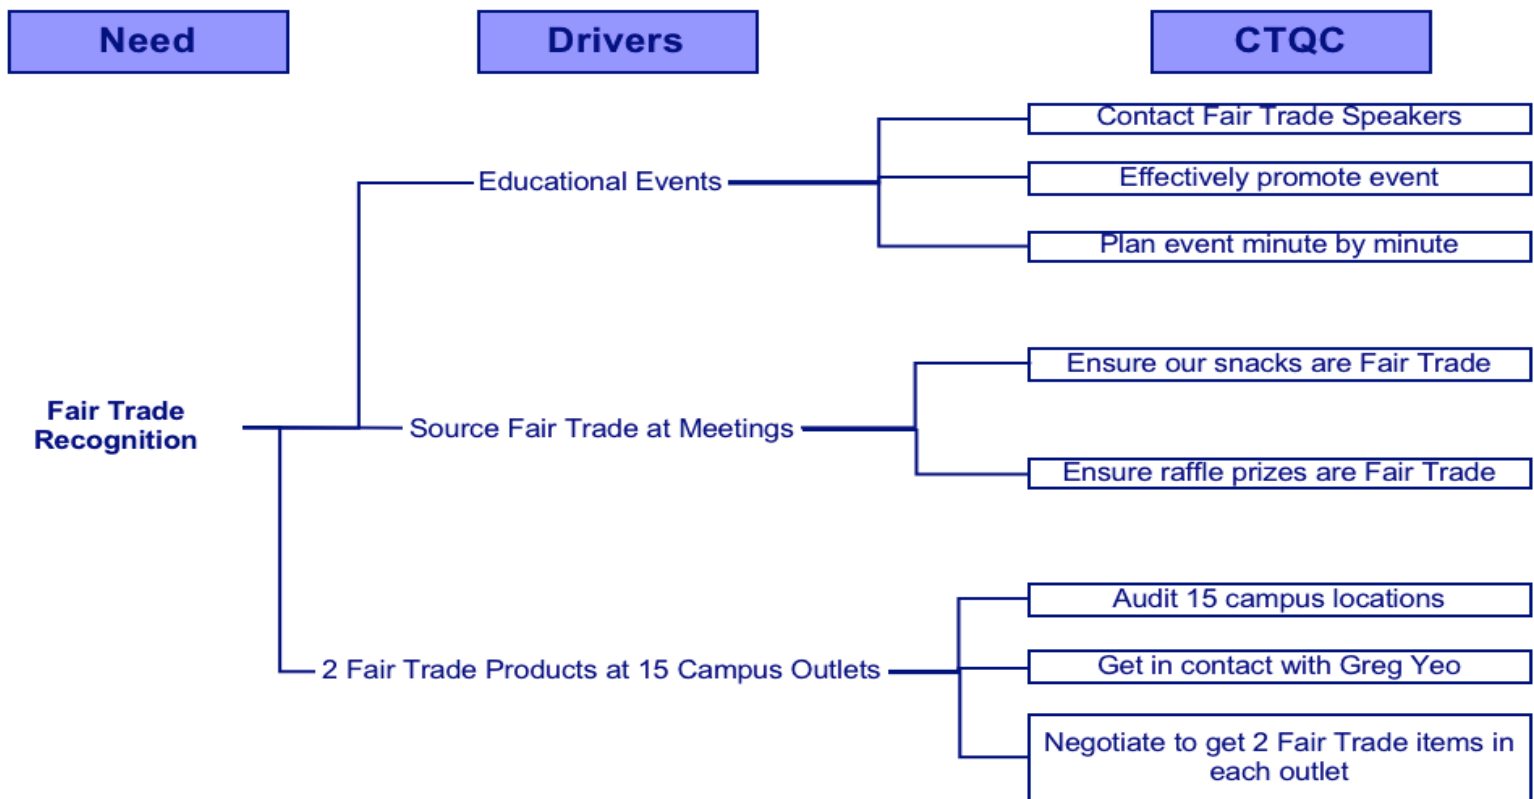 Need
Drivers
CTQC
Contact Fair Trade Speakers
Educational Events
Effectively promote event
Plan event minute by minute
Ensure our snacks are Fair Trade
Fair Trade
Recognition
Source Fair Trade at Meetings
Ensure raffle prizes are Fair Trade
Audit 15 campus locations
2 Fair Trade Products at 15 Campus Outlets
Get in contact with Greg Yeo
Negotiate to get 2 Fair Trade items in
each outlet